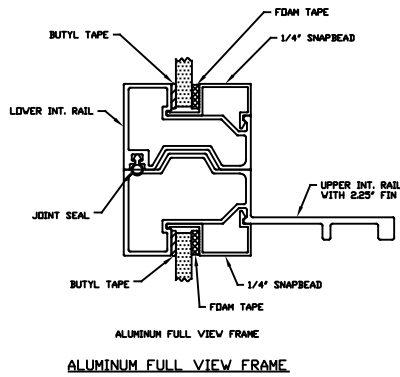 FOAM TAPE
BUTYL TAPE
1/4" SNAPBEAD
LOWER INT. RAIL
UPPER INT. RAIL
WITH 2.25" FIN
JOINT SEAL
BUTYL TAPE
1/4" SNAPBEAD
FOAM TAPE
ALUMINUM FULL VIEW FRAME
ALUMINUM FULL VIEW FRAME